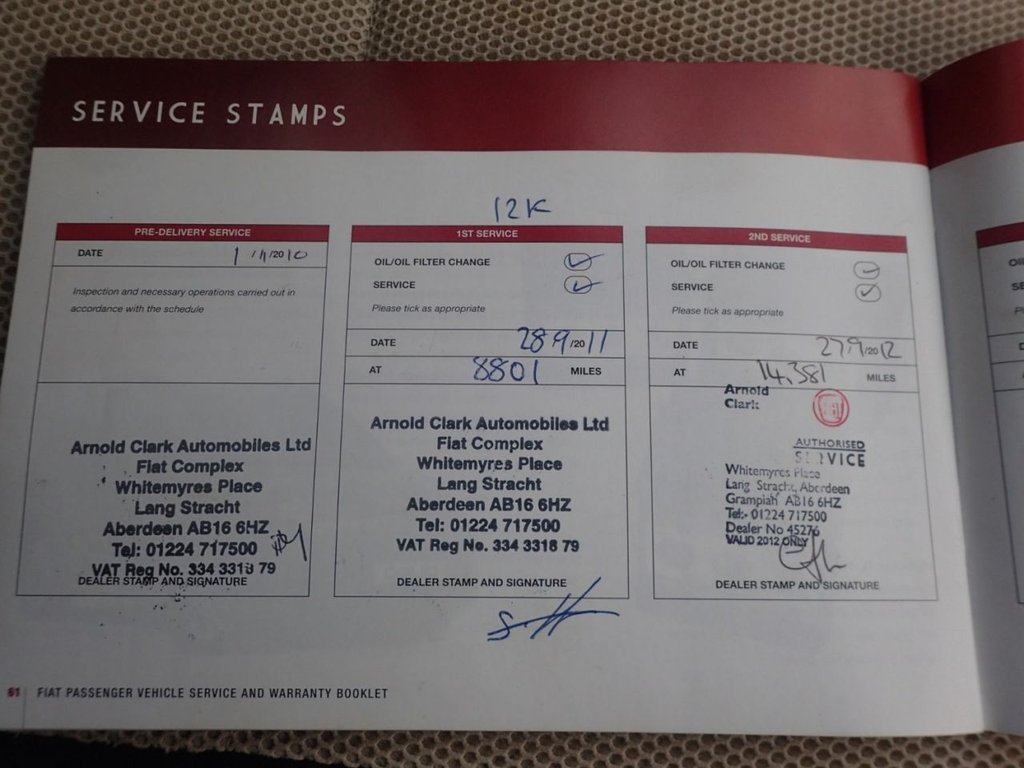 SERVICE STAMPS
12K
PRE-DELIVERY SERVICE
DATE 1/11/2010
Inspection and necessary operations carried out in
accordance with the schedule
Arnold Clark Automobiles Ltd
Fiat Complex
Whitemyres Place
Lang Stracht
Aberdeen AB16 6HZ
Tel: 01224 717500
VAT Reg No. 334 3318 79
DEALER STAMP AND SIGNATURE
1ST SERVICE
OIL/OIL FILTER CHANGE
SERVICE
Please tick as appropriate
DATE 28/9/2011
AT 8801 MILES
Arnold Clark Automobiles Ltd
Fiat Complex
Whitemyres Place
Lang Stracht
Aberdeen AB16 6HZ
Tel: 01224 717500
VAT Reg No. 334 3318 79
DEALER STAMP AND SIGNATURE
2ND SERVICE
OIL/OIL FILTER CHANGE
SERVICE
Please tick as appropriate
DATE 27/9/2012
AT 14,381 MILES
Arnold
Clark
AUTHORISED
SERVICE
Whitemyres Place
Lang Stracht, Aberdeen
Grampian AB16 6HZ
Tel:- 01224 717500
Dealer No 45276
VALID 2012 ONLY
DEALER STAMP AND SIGNATURE
61 FIAT PASSENGER VEHICLE SERVICE AND WARRANTY BOOKLET